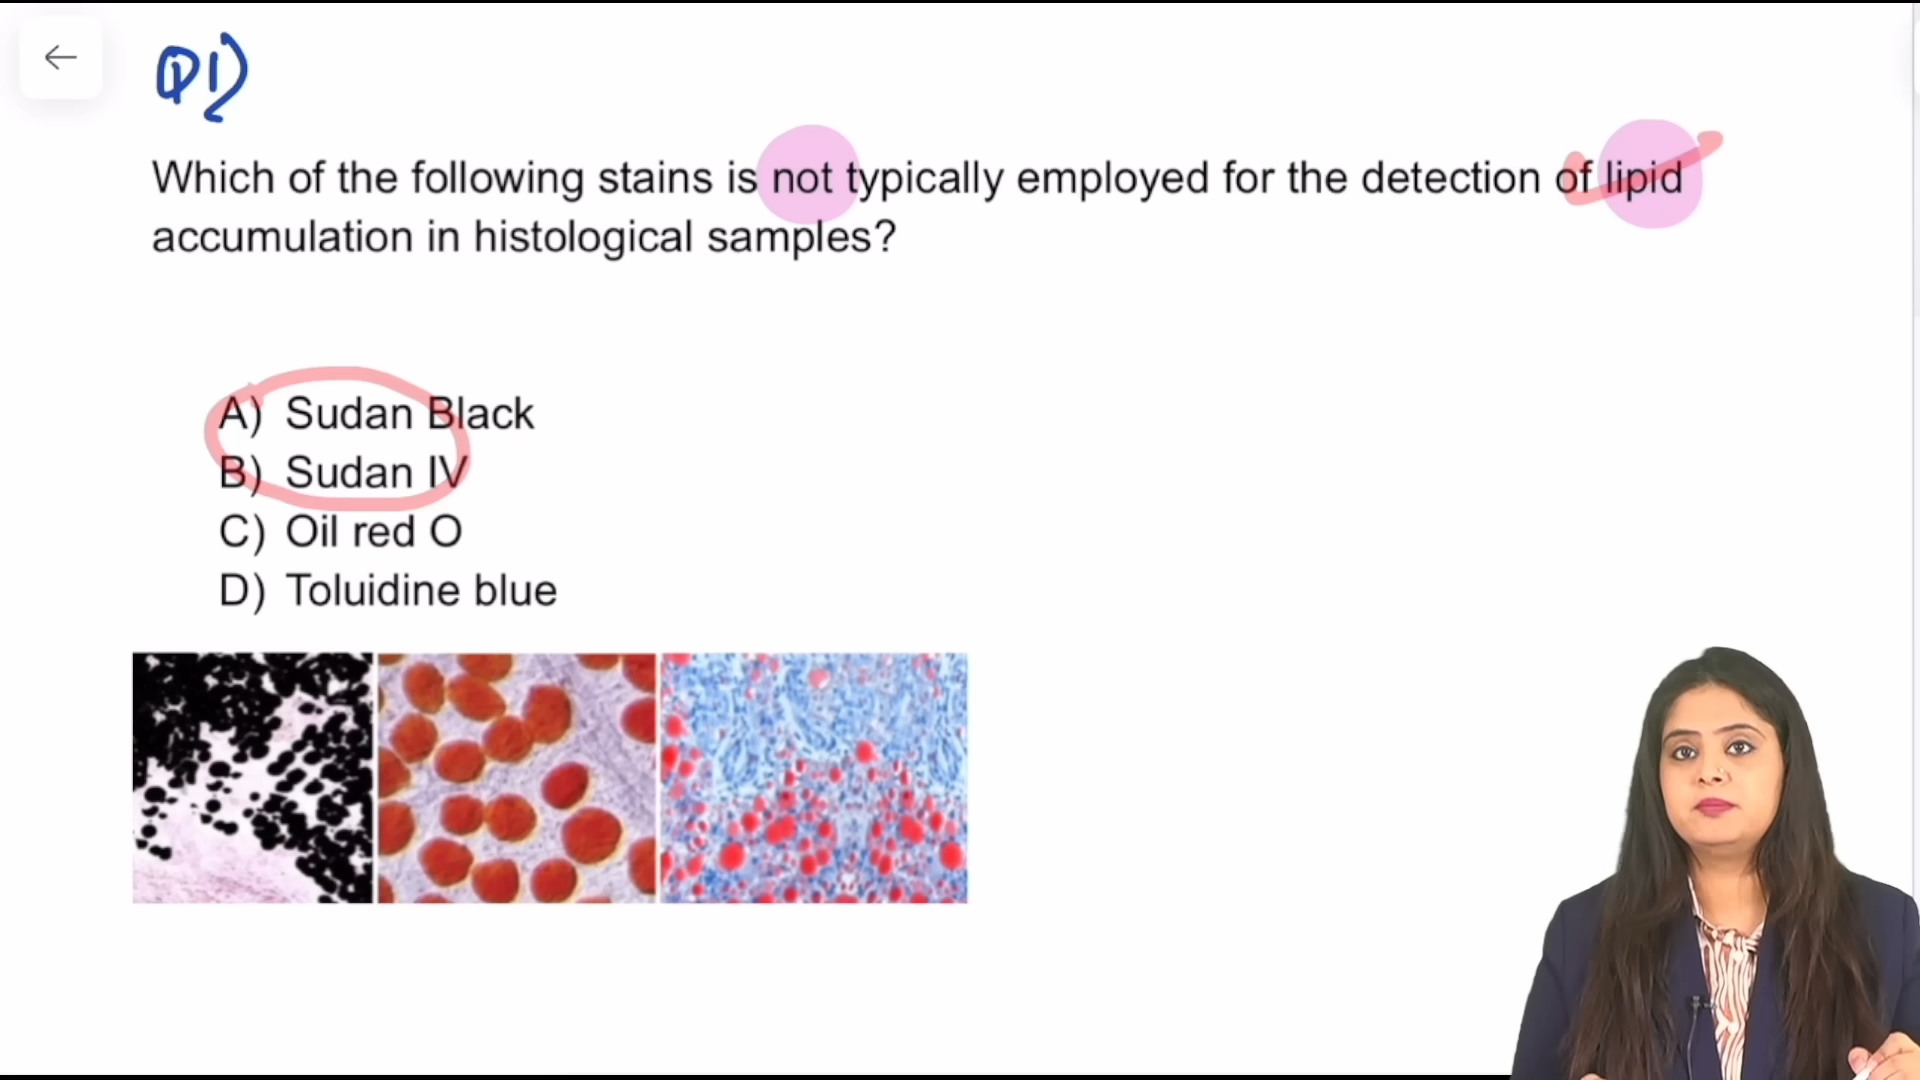 Q1)
Which of the following stains is not typically employed for the detection of lipid
accumulation in histological samples?
A) Sudan Black
B) Sudan IV
C) Oil red O
D) Toluidine blue